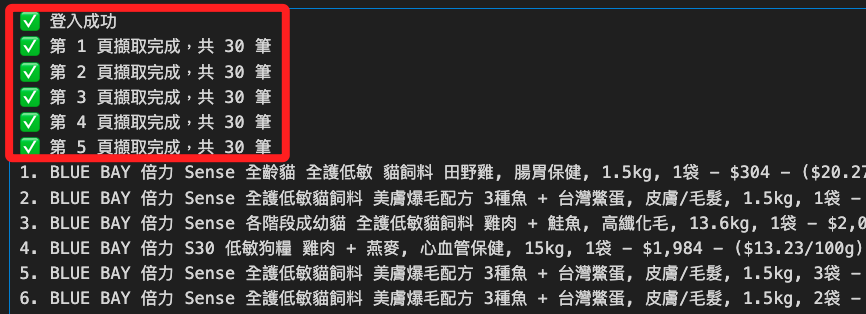 ✅ 登入成功
✅ 第 1 頁擷取完成，共 30 筆
✅ 第 2 頁擷取完成，共 30 筆
✅ 第 3 頁擷取完成，共 30 筆
✅ 第 4 頁擷取完成，共 30 筆
✅ 第 5 頁擷取完成，共 30 筆
1. BLUE BAY 倍力 Sense 全齡貓 全護低敏 貓飼料 田野雞, 腸胃保健, 1.5kg, 1袋 - $304 - ($20.27
2. BLUE BAY 倍力 Sense 全護低敏貓飼料 美膚爆毛配方 3種魚 + 台灣鱉蛋, 皮膚/毛髮, 1.5kg, 1袋 -
3. BLUE BAY 倍力 Sense 各階段成幼貓 全護低敏貓飼料 雞肉 + 鮭魚, 高纖化毛, 13.6kg, 1袋 - $2,0
4. BLUE BAY 倍力 S30 低敏狗糧 雞肉 + 燕麥, 心血管保健, 15kg, 1袋 - $1,984 - ($13.23/100g)
5. BLUE BAY 倍力 Sense 全護低敏貓飼料 美膚爆毛配方 3種魚 + 台灣鱉蛋, 皮膚/毛髮, 1.5kg, 3袋 -
6. BLUE BAY 倍力 Sense 全護低敏貓飼料 美膚爆毛配方 3種魚 + 台灣鱉蛋, 皮膚/毛髮, 1.5kg, 2袋 -